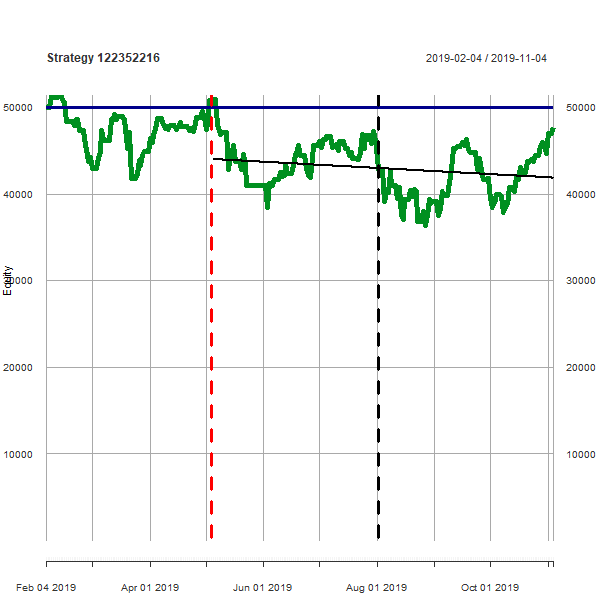 Strategy 122352216
2019-02-04 / 2019-11-04
50000
50000
40000
40000
Equity
30000
30000
20000
20000
10000
10000
Feb 04 2019
Apr 01 2019
Jun 01 2019
Aug 01 2019
Oct 01 2019